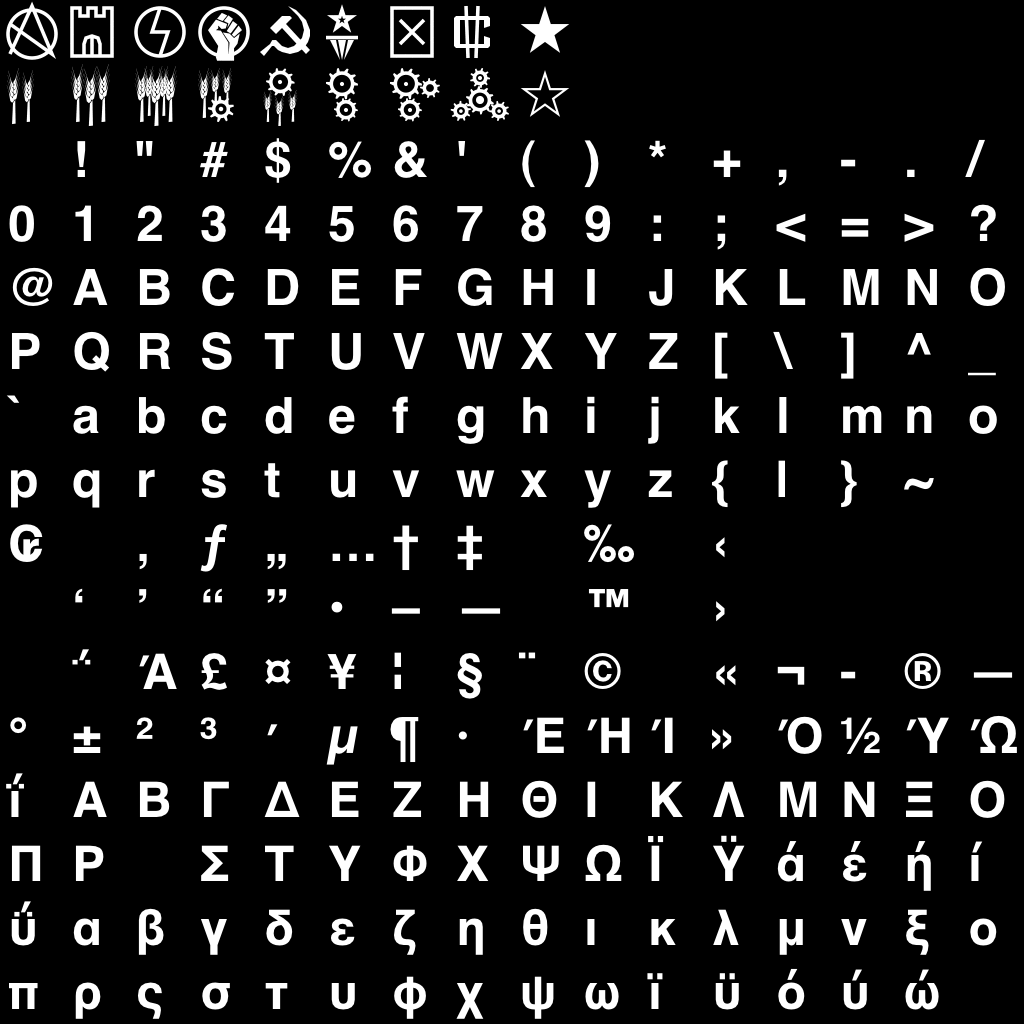 ★
☆
! " # $ % & ' ( ) * + , - . /
0 1 2 3 4 5 6 7 8 9 : ; < = > ?
@ A B C D E F G H I J K L M N O
P Q R S T U V W X Y Z [ \ ] ^ _
` a b c d e f g h i j k l m n o
p q r s t u v w x y z { | } ~
‚ ƒ „ … † ‡ ‰ ‹
‘ ’ “ ” • – — ™ ›
΅ Ά £ ¤ ¥ ¦ § ¨ © « ¬ - ® ―
° ± ² ³ ΄ µ ¶ · Έ Ή Ί » Ό ½ Ύ Ώ
ΐ Α Β Γ Δ Ε Ζ Η Θ Ι Κ Λ Μ Ν Ξ Ο
Π Ρ Σ Τ Υ Φ Χ Ψ Ω Ϊ Ϋ ά έ ή ί
ΰ α β γ δ ε ζ η θ ι κ λ μ ν ξ ο
π ρ ς σ τ υ φ χ ψ ω ϊ ϋ ό ύ ώ